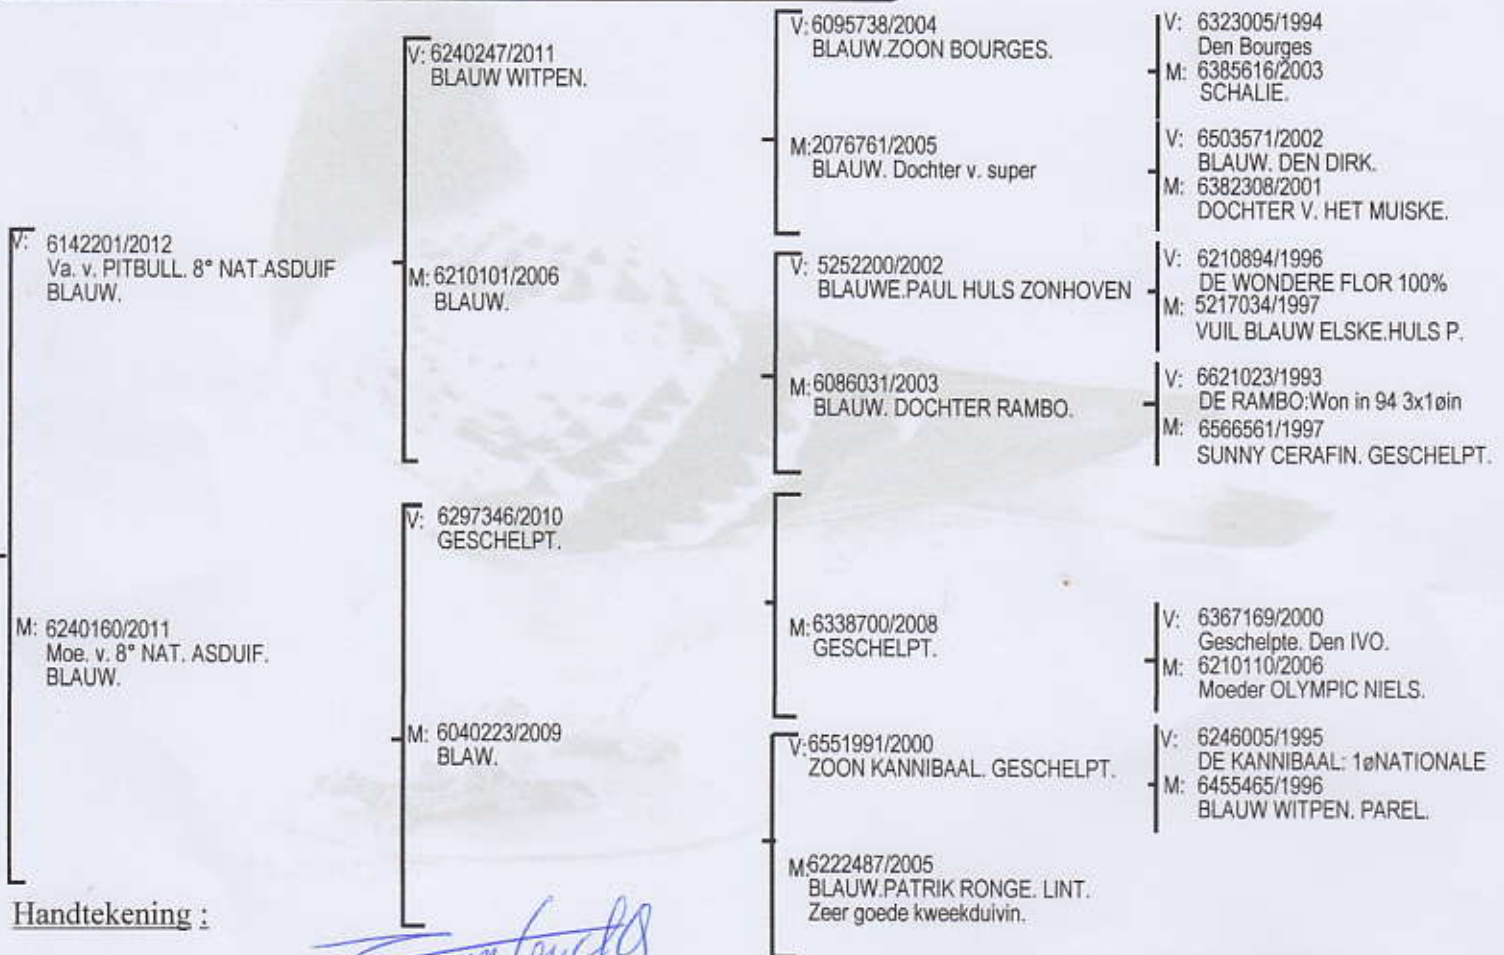 V: 6142201/2012
Va. v. PITBULL. 8° NAT.ASDUIF
BLAUW.
M: 6240160/2011
Moe. v. 8° NAT. ASDUIF.
BLAUW.
V: 6240247/2011
BLAUW WITPEN.
M: 6210101/2006
BLAUW.
V: 6297346/2010
GESCHELPT.
M: 6040223/2009
BLAW.
V: 6095738/2004
BLAUW.ZOON BOURGES.
M:2076761/2005
BLAUW. Dochter v. super
V: 5252200/2002
BLAUWE.PAUL HULS ZONHOVEN
M:6086031/2003
BLAUW. DOCHTER RAMBO.
M:6338700/2008
GESCHELPT.
V:6551991/2000
ZOON KANNIBAAL. GESCHELPT.
M:6222487/2005
BLAUW.PATRIK RONGE. LINT.
Zeer goede kweekduivin.
V: 6323005/1994
Den Bourges
M: 6385616/2003
SCHALIE.
V: 6503571/2002
BLAUW. DEN DIRK.
M: 6382308/2001
DOCHTER V. HET MUISKE.
V: 6210894/1996
DE WONDERE FLOR 100%
M: 5217034/1997
VUIL BLAUW ELSKE.HULS P.
V: 6621023/1993
DE RAMBO:Won in 94 3x1øin
M: 6566561/1997
SUNNY CERAFIN. GESCHELPT.
V: 6367169/2000
Geschelpte. Den IVO.
M: 6210110/2006
Moeder OLYMPIC NIELS.
V: 6246005/1995
DE KANNIBAAL: 1øNATIONALE
M: 6455465/1996
BLAUW WITPEN. PAREL.
Handtekening :